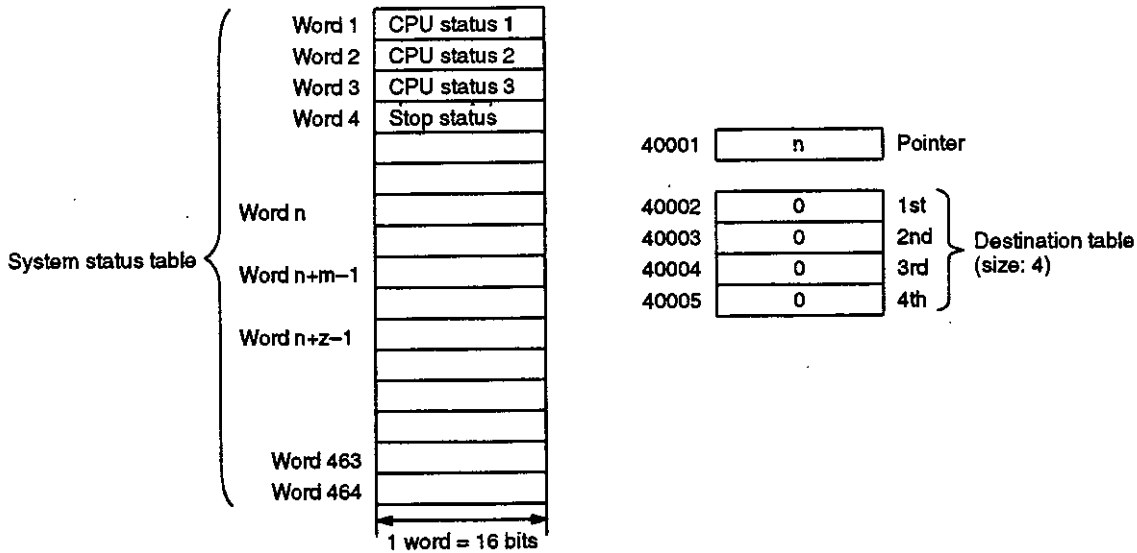 Word 1 CPU status 1
Word 2 CPU status 2
Word 3 CPU status 3
Word 4 Stop status
Word n
System status table
Word n+m–1
Word n+z–1
Word 463
Word 464
1 word = 16 bits
40001 n Pointer
40002 0 1st
40003 0 2nd
40004 0 3rd
40005 0 4th
Destination table
(size: 4)